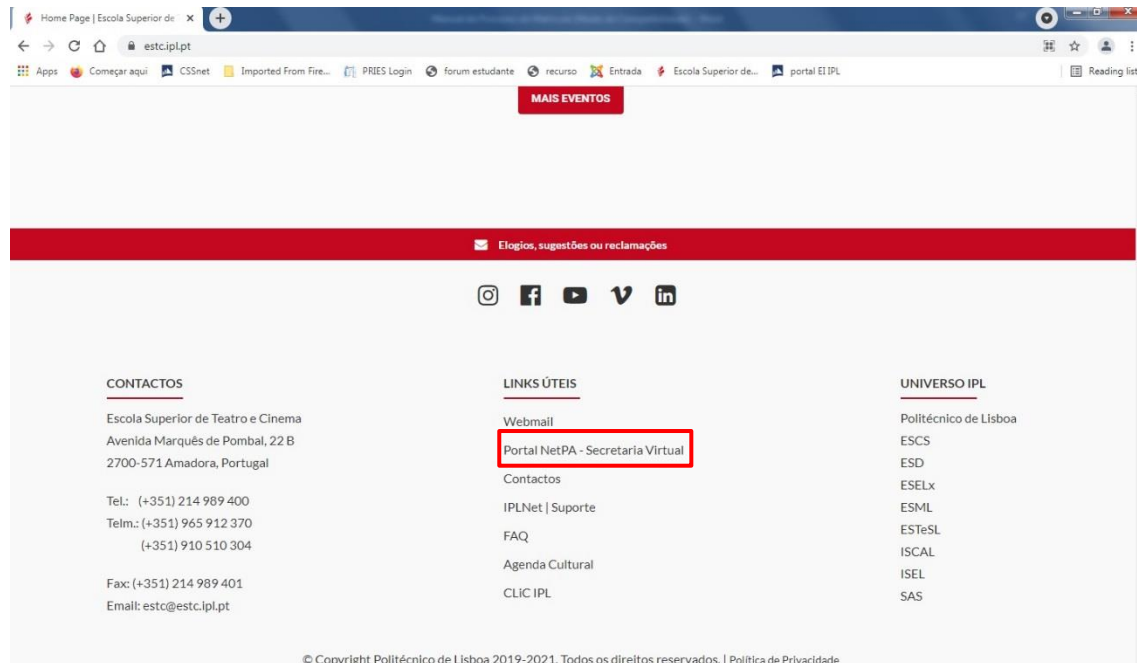 Home Page | Escola Superior de
estc.ipl.pt
Apps
Começar aqui
CSSnet
Imported From Fire...
PRIES Login
forum estudante
recurso
Entrada
Escola Superior de...
portal EI IPL
Reading list
MAIS EVENTOS
Elogios, sugestões ou reclamações
CONTACTOS
Escola Superior de Teatro e Cinema
Avenida Marquês de Pombal, 22 B
2700-571 Amadora, Portugal
Tel.: (+351) 214 989 400
Telm.: (+351) 965 912 370
(+351) 910 510 304
Fax: (+351) 214 989 401
Email: estc@estc.ipl.pt
LINKS ÚTEIS
Webmail
Portal NetPA - Secretaria Virtual
Contactos
IPLNet | Suporte
FAQ
Agenda Cultural
CLiC IPL
UNIVERSO IPL
Politécnico de Lisboa
ESCS
ESD
ESELx
ESML
ESTeSL
ISCAL
ISEL
SAS
© Copyright Politécnico de Lisboa 2019-2021. Todos os direitos reservados. | Política de Privacidade